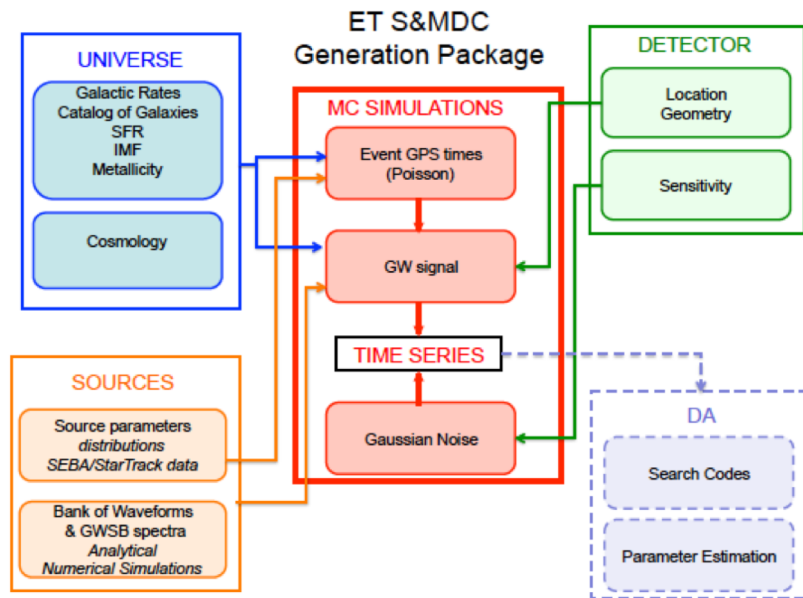 ET S&MDC
Generation Package
UNIVERSE
Galactic Rates
Catalog of Galaxies
SFR
IMF
Metallicity
Cosmology
SOURCES
Source parameters
distributions
SEBA/StarTrack data
Bank of Waveforms
& GWSB spectra
Analytical
Numerical Simulations
MC SIMULATIONS
Event GPS times
(Poisson)
GW signal
TIME SERIES
Gaussian Noise
DETECTOR
Location
Geometry
Sensitivity
DA
Search Codes
Parameter Estimation